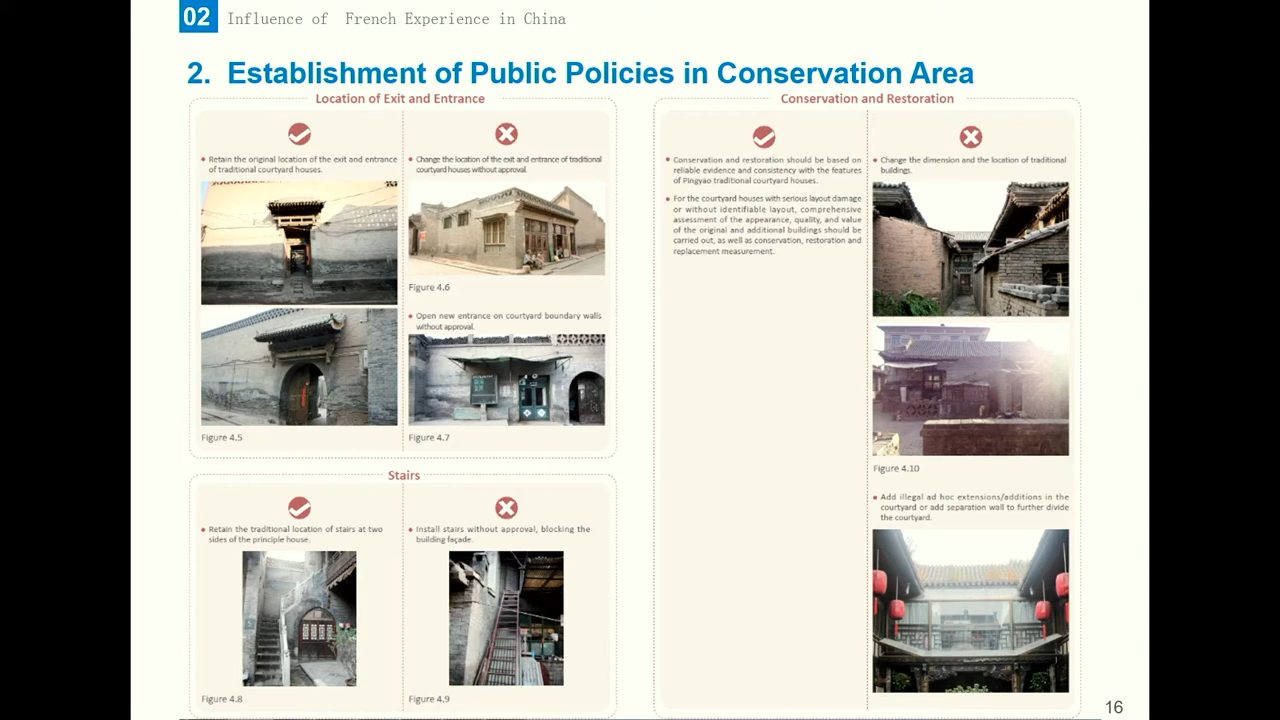 02 Influence of French Experience in China
2. Establishment of Public Policies in Conservation Area
Location of Exit and Entrance
Retain the original location of the exit and entrance
of traditional courtyard houses.
Change the location of the exit and entrance of traditional
courtyard houses without approval.
Figure 4.6
Open new entrance on courtyard boundary walls
without approval.
Figure 4.5
Figure 4.7
Stairs
Retain the traditional location of stairs at two
sides of the principle house.
Install stairs without approval, blocking the
building façade.
Figure 4.8
Figure 4.9
Conservation and Restoration
Conservation and restoration should be based on
reliable evidence and consistency with the features
of Pingyao traditional courtyard houses.
For the courtyard houses with serious layout damage
or without identifiable layout, comprehensive
assessment of the appearance, quality, and value
of the original and additional buildings should be
carried out, as well as conservation, restoration and
replacement measurement.
Change the dimension and the location of traditional
buildings.
Figure 4.10
Add illegal ad hoc extensions/additions in the
courtyard or add separation wall to further divide
the courtyard.
16